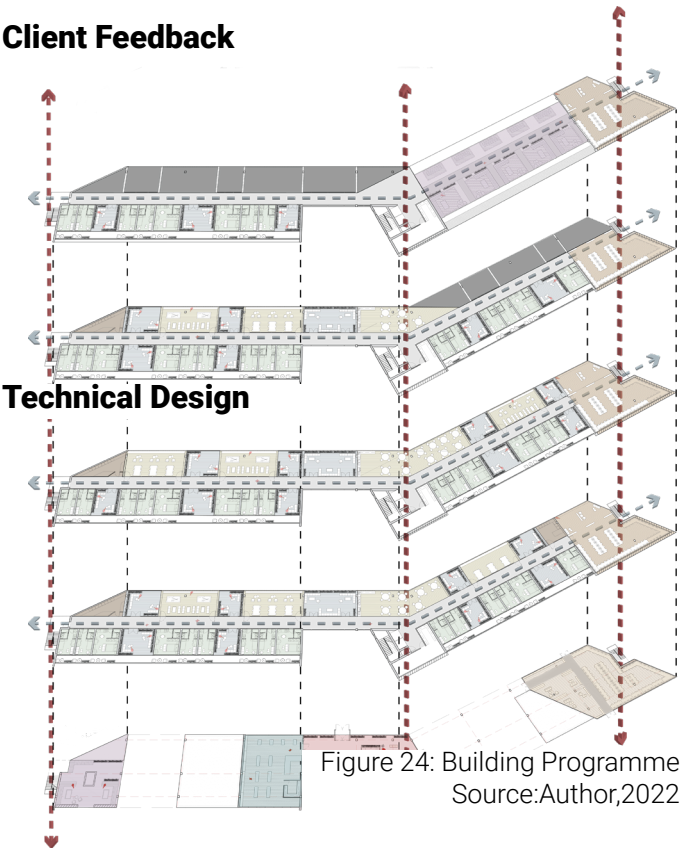 Client Feedback
Technical Design
Figure 24: Building Programme
Source:Author,2022